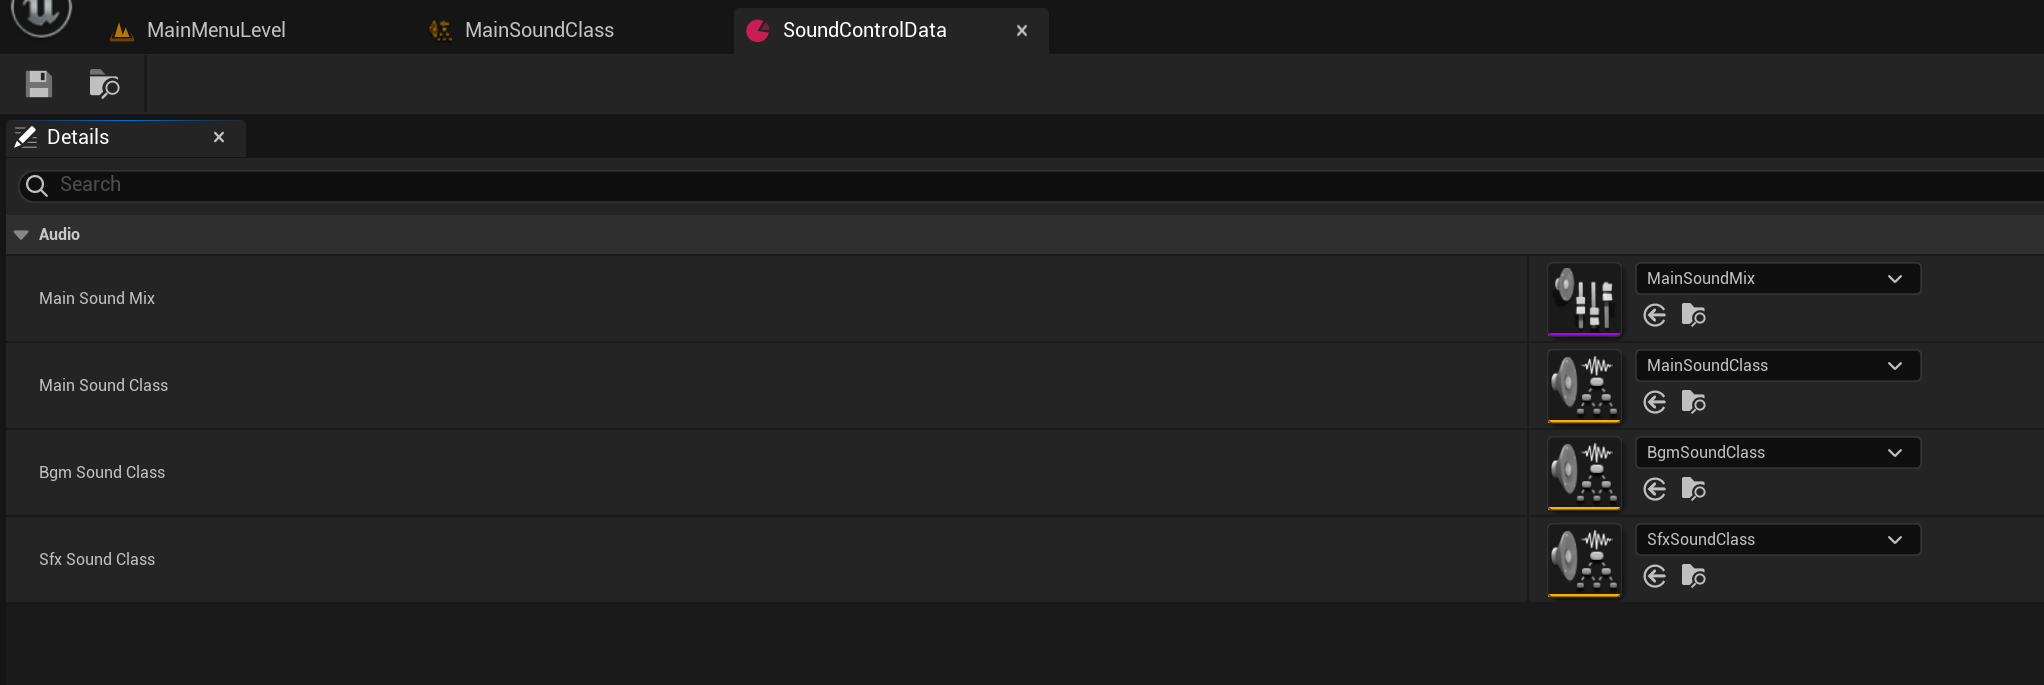 MainMenuLevel MainSoundClass SoundControlData
Details
Search
Audio
Main Sound Mix MainSoundMix
Main Sound Class MainSoundClass
Bgm Sound Class BgmSoundClass
Sfx Sound Class SfxSoundClass